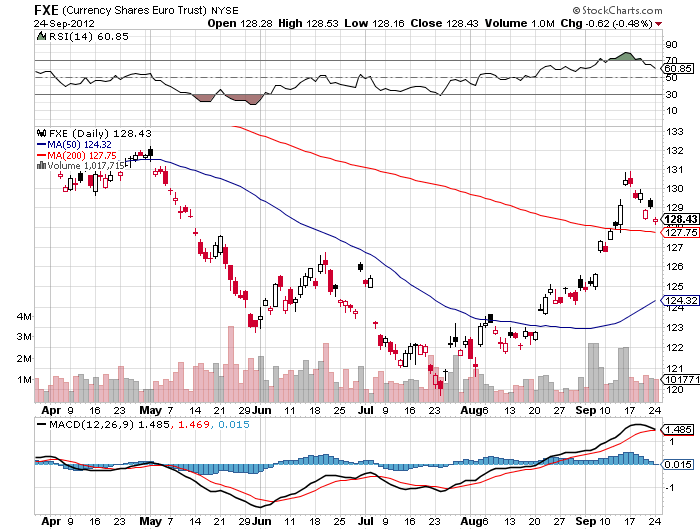 FXE (Currency Shares Euro Trust) NYSE © StockCharts.com
24-Sep-2012 Open 128.28 High 128.53 Low 128.16 Close 128.43 Volume 1.0M Chg -0.62 (-0.48%)
RSI(14) 60.85
90
70
60.85
50
30
10
FXE (Daily) 128.43
MA(50) 124.32
MA(200) 127.75
Volume 1,017,715
133
132
131
130
129
128.43
127.75
127
126
125
124.32
123
122
121
120
4M
3M
2M
1M
101771
Apr 9 16 23 May 7 14 21 Jun 11 18 25 Jul 9 16 23 Aug 6 13 20 27 Sep 10 17 24
MACD(12,26,9) 1.485, 1.469, 0.015
1.485
1
0.015
-1
Apr 9 16 23 May 7 14 21 Jun 11 18 25 Jul 9 16 23 Aug 6 13 20 27 Sep 10 17 24